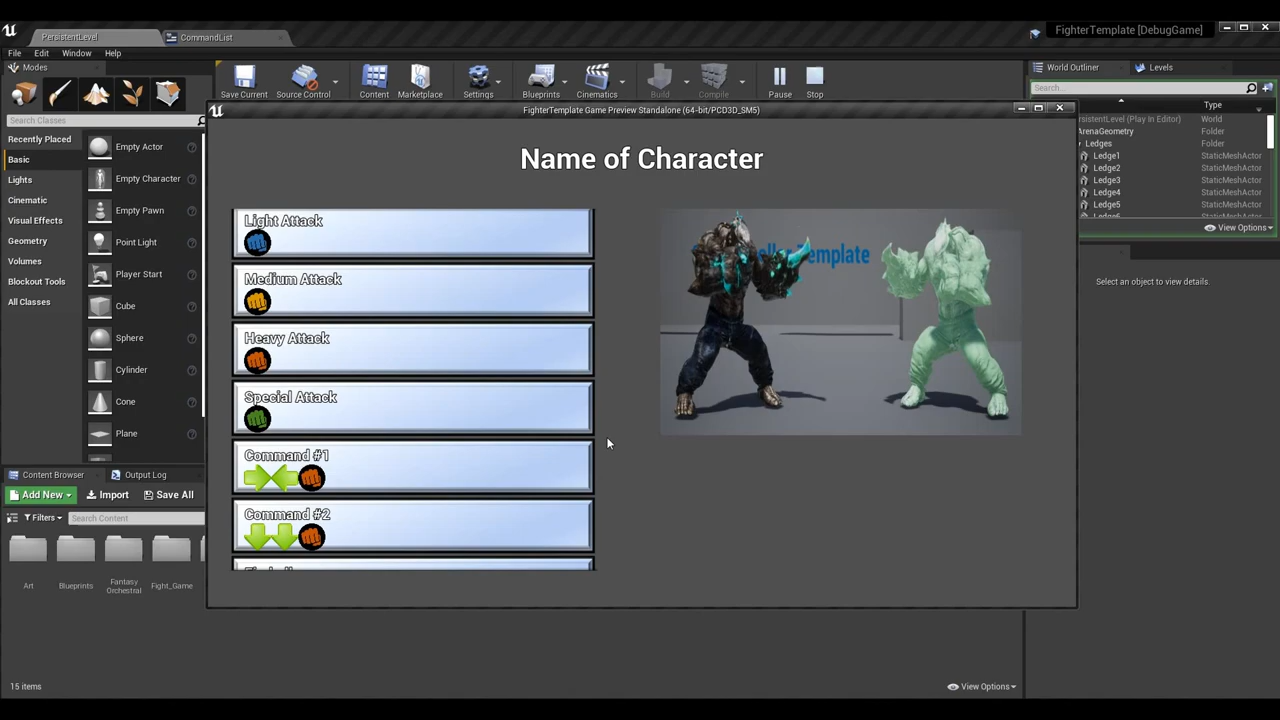 PersistentLevel
CommandList
FighterTemplate [DebugGame]
File Edit Window Help
Modes
Search Classes
Recently Placed
Basic
Lights
Cinematic
Visual Effects
Geometry
Volumes
Blockout Tools
All Classes
Empty Actor
Empty Character
Empty Pawn
Point Light
Player Start
Cube
Sphere
Cylinder
Cone
Plane
Save Current
Source Control
Content
Marketplace
Settings
Blueprints
Cinematics
Build
Compile
Pause
Stop
FighterTemplate Game Preview Standalone (64-bit/PCD3D_SM5)
Name of Character
Light Attack
Medium Attack
Heavy Attack
Special Attack
Command #1
Command #2
Template
World Outliner
Levels
Search...
Type
(Play in Editor) World
ArenaGeometry Folder
Ledges Folder
Ledge1 StaticMeshActor
Ledge2 StaticMeshActor
Ledge3 StaticMeshActor
Ledge4 StaticMeshActor
Ledge5 StaticMeshActor
View Options
Select an object to view details.
Content Browser
Output Log
Add New
Import
Save All
Filters
Search Content
Art
Blueprints
Fantasy
Orchestral
Fight_Game
15 items
View Options